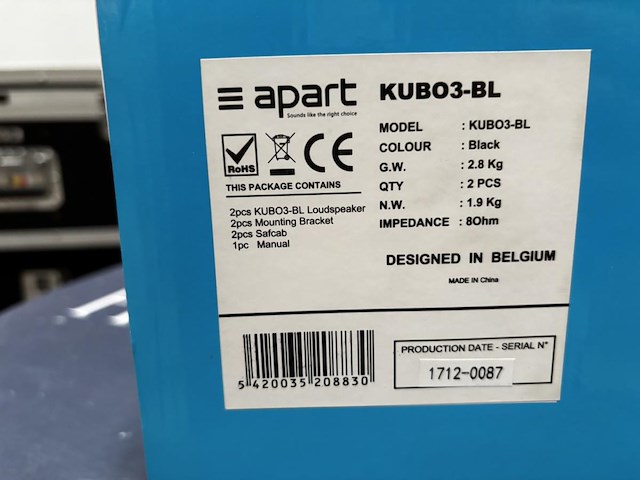 apart
Sounds like the right choice
KUBO3-BL
RoHS
CE
MODEL : KUBO3-BL
COLOUR : Black
G.W. : 2.8 Kg
QTY : 2 PCS
N.W. : 1.9 Kg
IMPEDANCE : 8Ohm
THIS PACKAGE CONTAINS
2pcs KUBO3-BL Loudspeaker
2pcs Mounting Bracket
2pcs Safcab
1pc Manual
DESIGNED IN BELGIUM
MADE IN China
5 420035 208830
PRODUCTION DATE - SERIAL N°
1712-0087